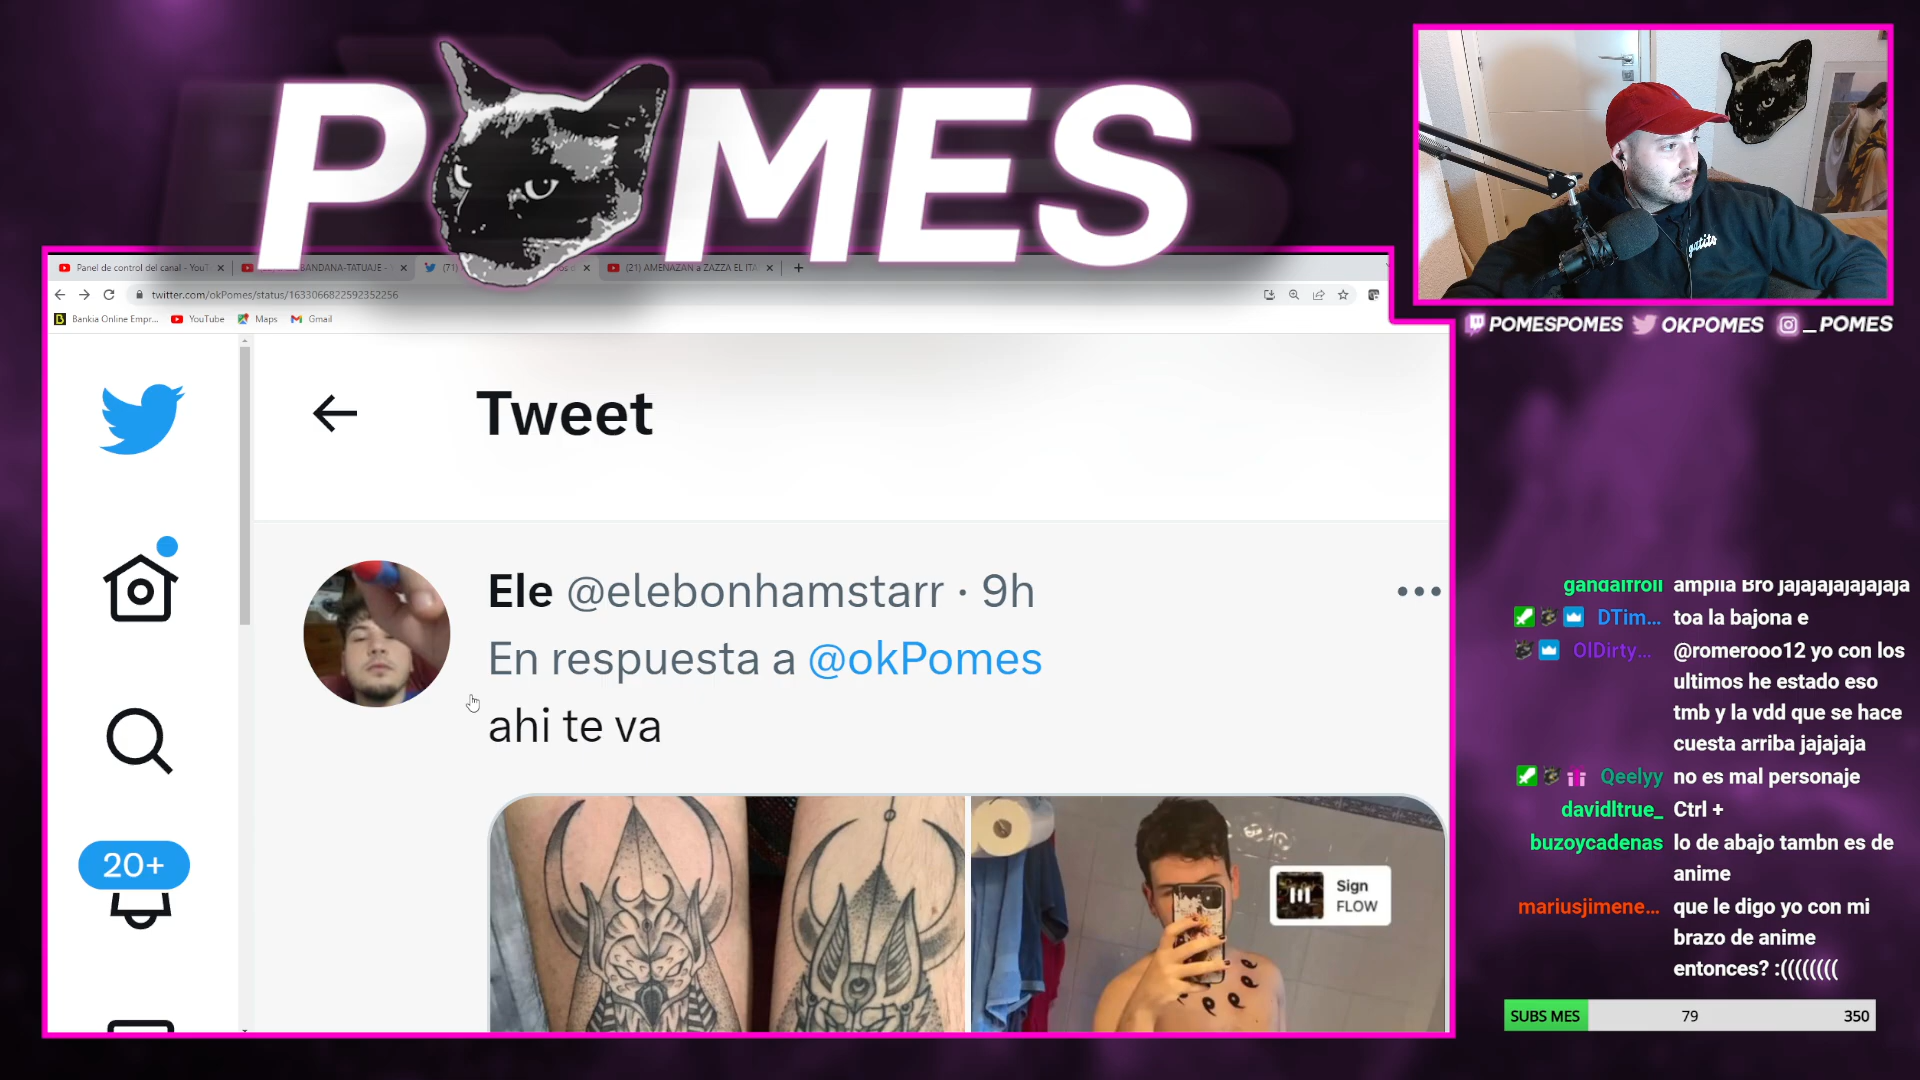 POMES
Panel de control del canal - YouT
BANDANA-TATUAJE -
(71)
(21) AMENAZAN a ZAZZA EL ITA
twitter.com/okPomes/status/1633066822592352256
Bankia Online Empr...
YouTube
Maps
Gmail
Tweet
Ele @elebonhamstarr · 9h
En respuesta a @okPomes
ahi te va
20+
Sign
FLOW
gatito
POMESPOMES
OKPOMES
_POMES
gandalftroll amplia Bro jajajajajajajaja
DTim... toa la bajona e
OlDirty... @romerooo12 yo con los
ultimos he estado eso
tmb y la vdd que se hace
cuesta arriba jajajaja
Qeelyy no es mal personaje
davidltrue_ Ctrl +
buzoycadenas lo de abajo tambn es de
anime
mariusjimene... que le digo yo con mi
brazo de anime
entonces? :((((((((
SUBS MES 79 350